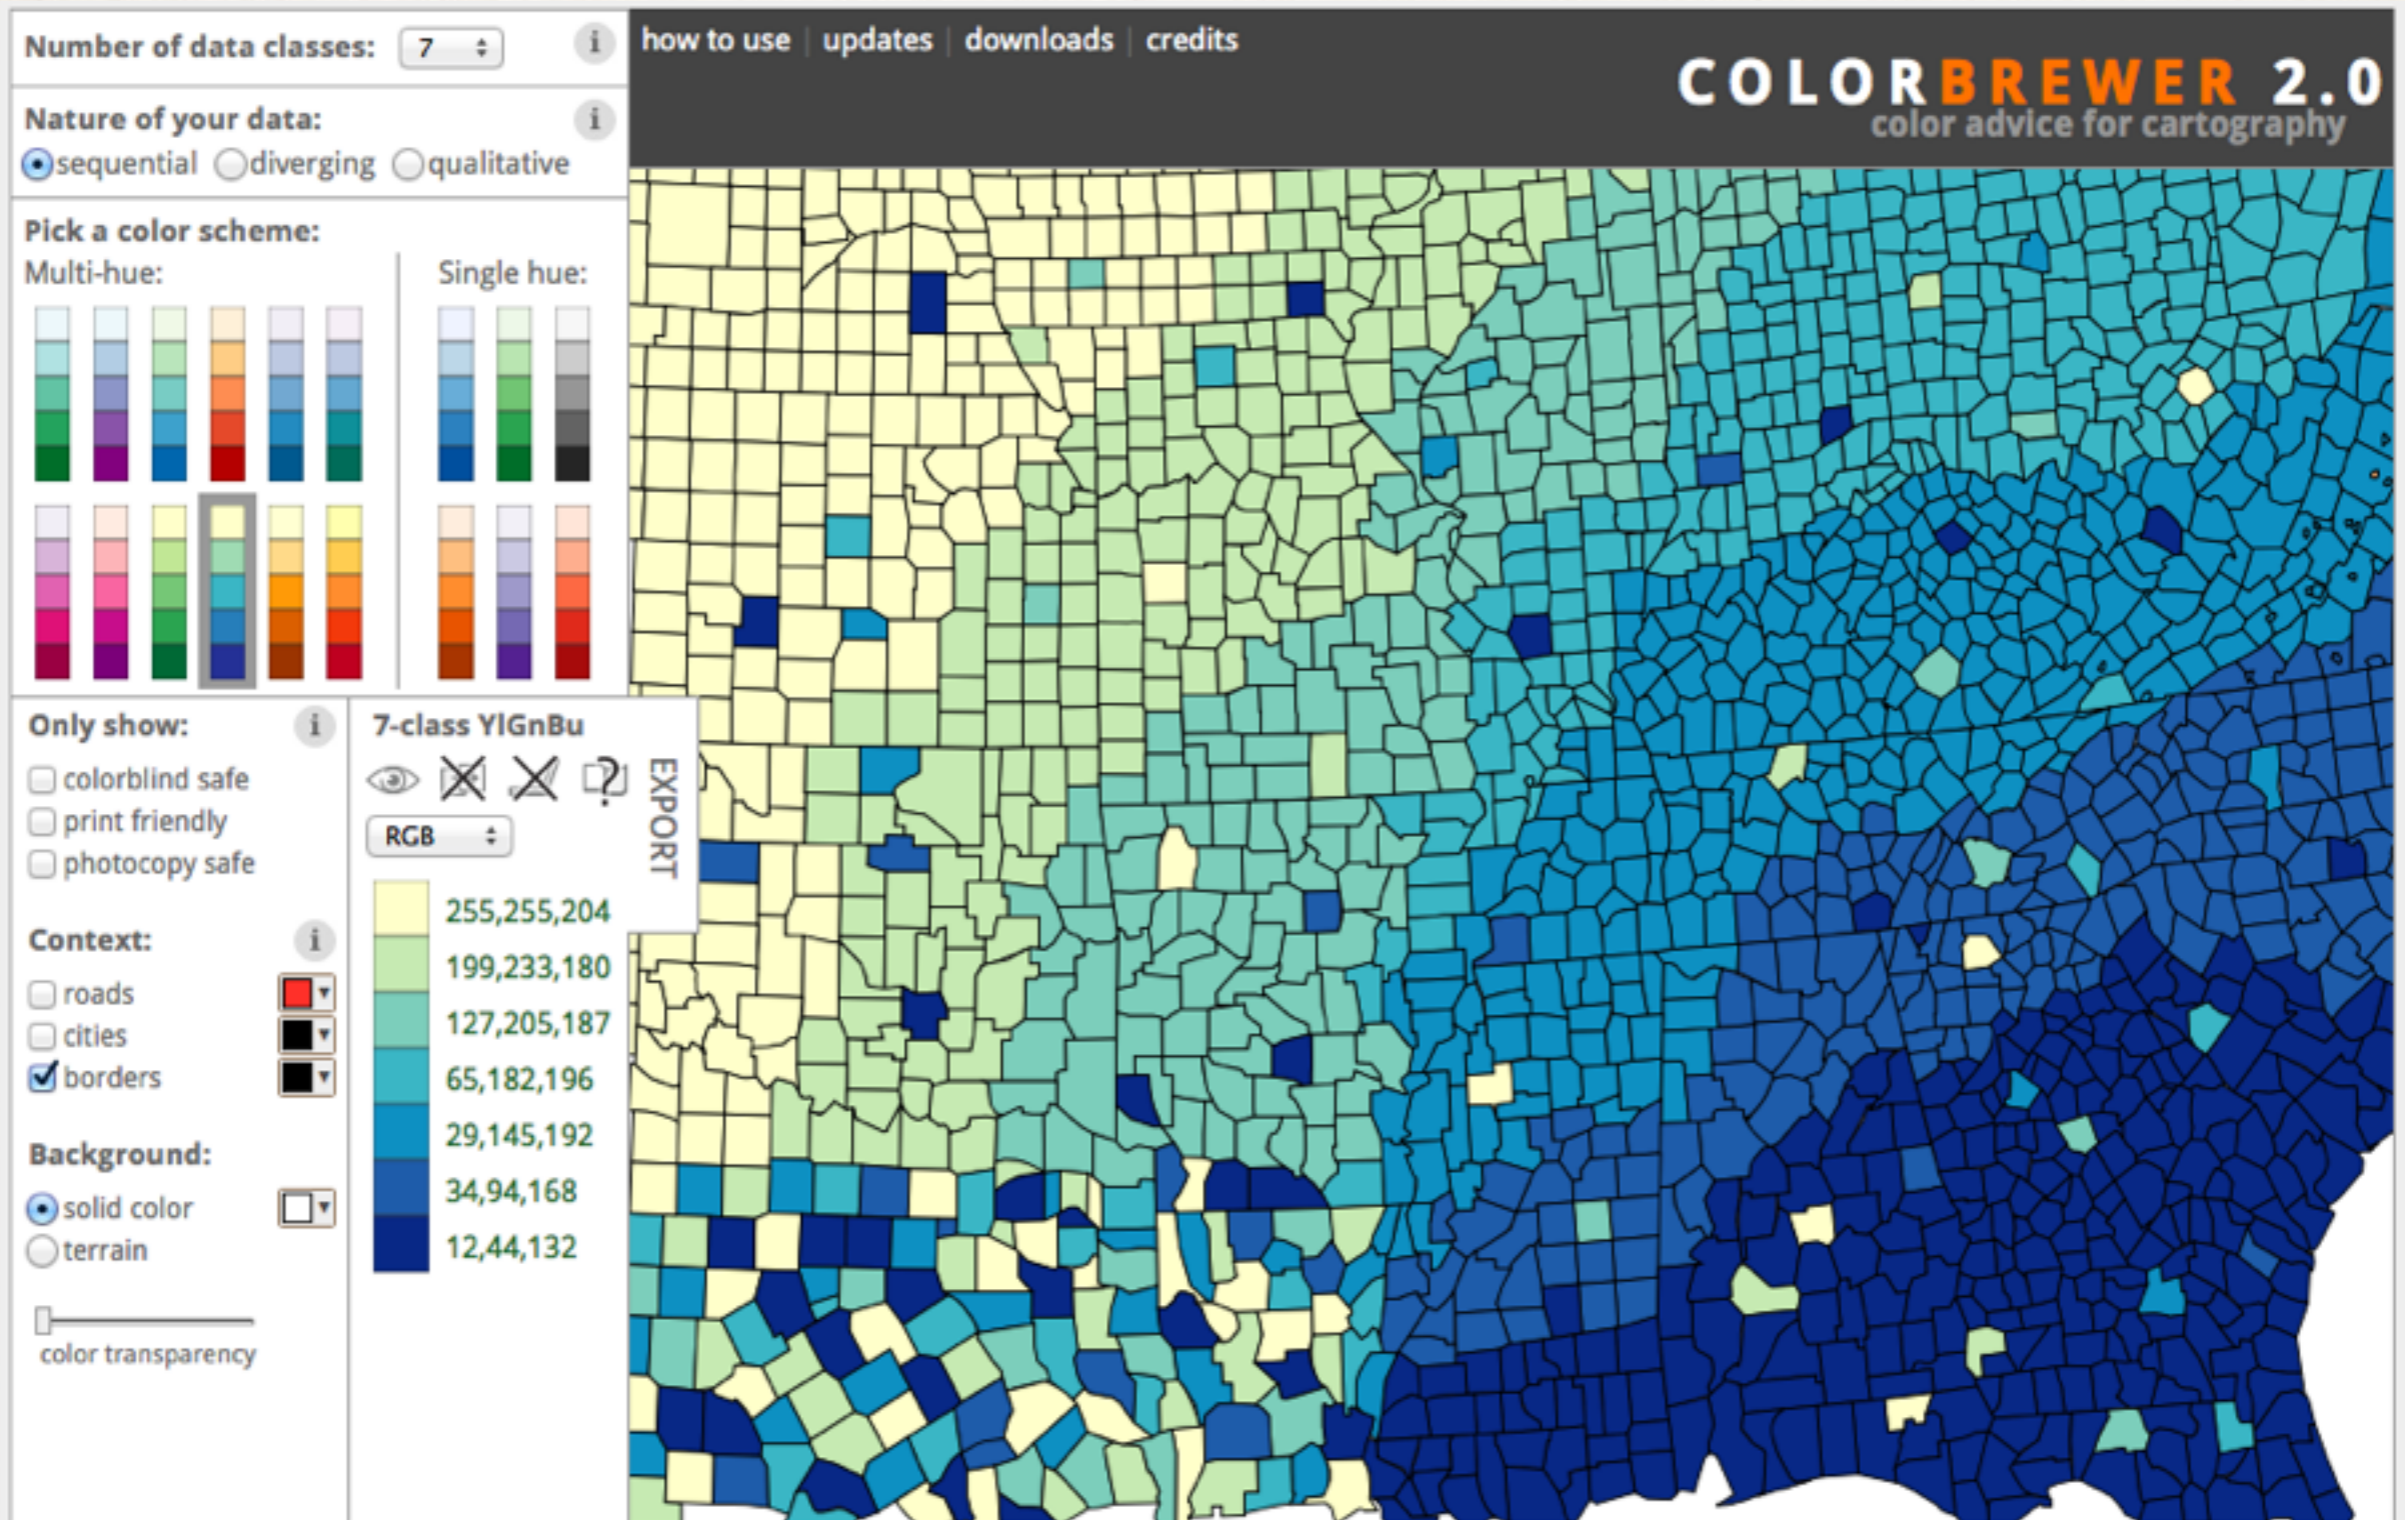 Number of data classes: 7 i
how to use | updates | downloads | credits
COLORBREWER 2.0
color advice for cartography
Nature of your data: i
sequential diverging qualitative
Pick a color scheme:
Multi-hue: Single hue:
Only show: i
colorblind safe
print friendly
photocopy safe
Context: i
roads
cities
borders
Background:
solid color
terrain
color transparency
7-class YlGnBu
?
RGB
EXPORT
255,255,204
199,233,180
127,205,187
65,182,196
29,145,192
34,94,168
12,44,132